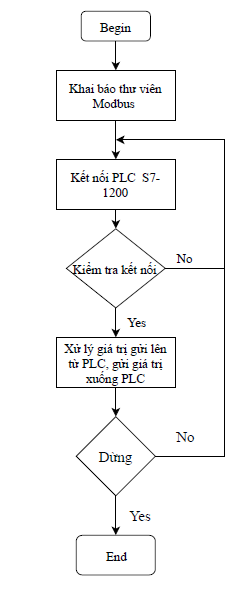 Begin
Khai báo thư viên
Modbus
Kết nối PLC S7-
1200
Kiểm tra kết nối
No
Yes
Xử lý giá trị gửi lên
từ PLC, gửi giá trị
xuống PLC
Dừng
No
Yes
End